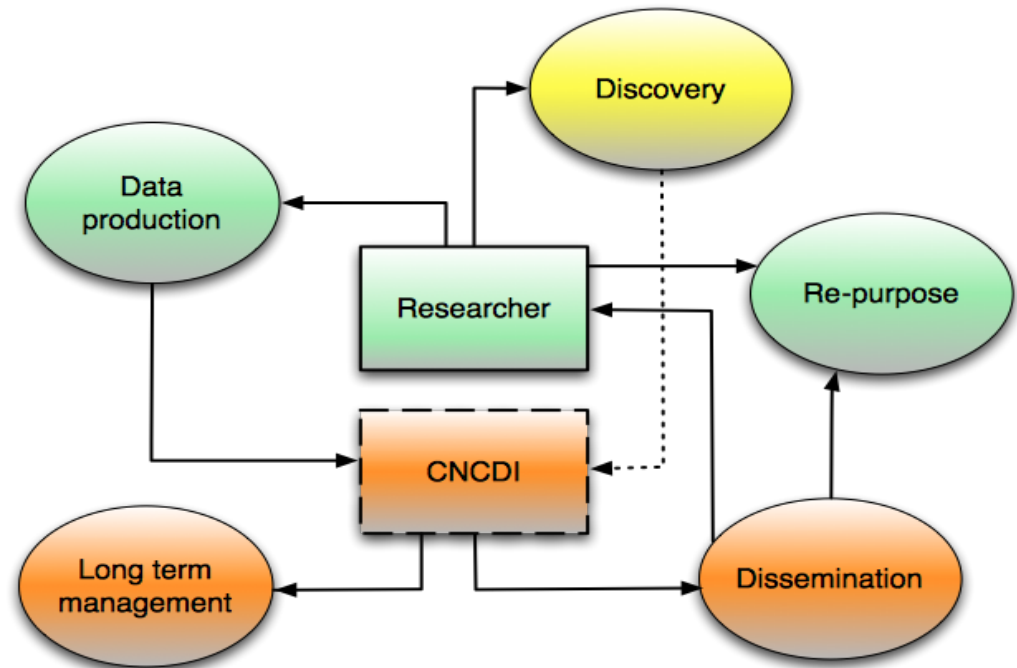 Discovery
Data
production
Researcher
Re-purpose
CNCDI
Long term
management
Dissemination